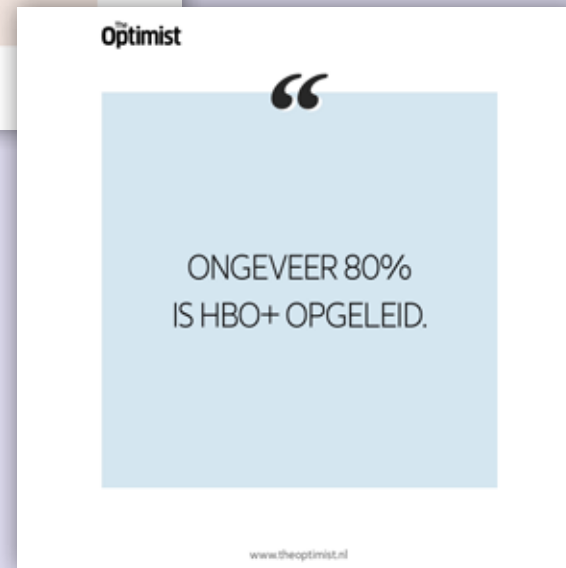 The
Optimist
“
ONGEVEER 80%
IS HBO+ OPGELEID.
www.theoptimist.nl